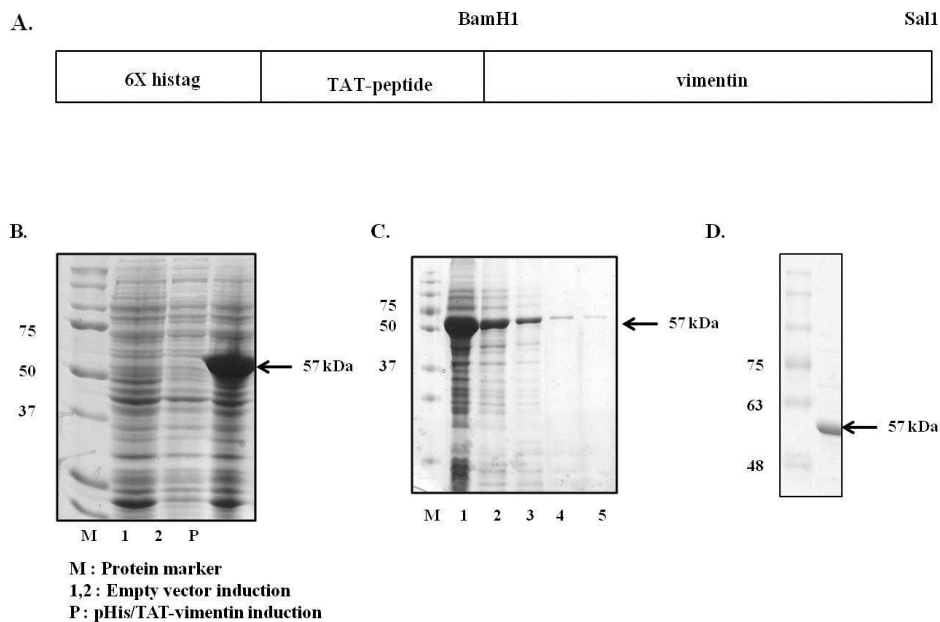 A.
BamH1
Sal1
6X histag
TAT-peptide
vimentin
B.
75
50
37
57 kDa
M 1 2 P
M : Protein marker
1,2 : Empty vector induction
P : pHis/TAT-vimentin induction
C.
75
50
37
57 kDa
M 1 2 3 4 5
D.
75
63
48
57 kDa